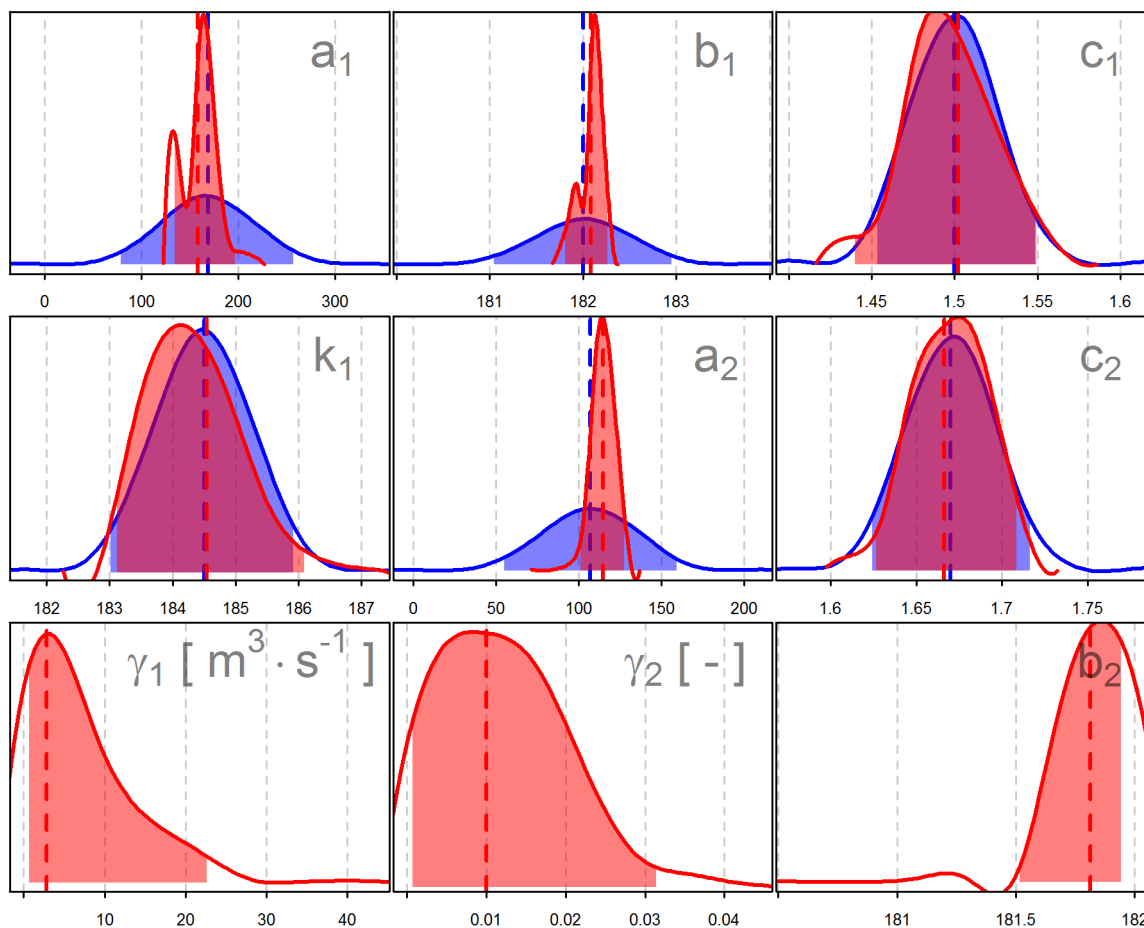 a₁
b₁
c₁
0 100 200 300
181 182 183
1.45 1.5 1.55 1.6
k₁
a₂
c₂
182 183 184 185 186 187
0 50 100 150 200
1.6 1.65 1.7 1.75
γ₁ [ m³ · s⁻¹ ]
γ₂ [ - ]
b₂
10 20 30 40
0.01 0.02 0.03 0.04
181 181.5 182